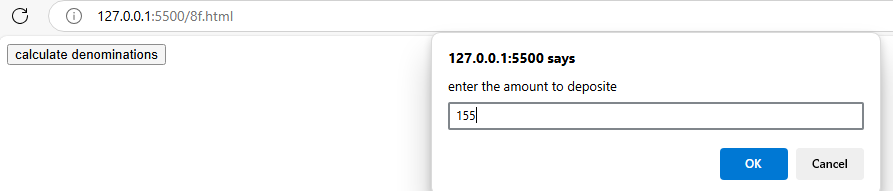 127.0.0.1:5500/8f.html
calculate denominations
127.0.0.1:5500 says
enter the amount to deposite
155
OK
Cancel